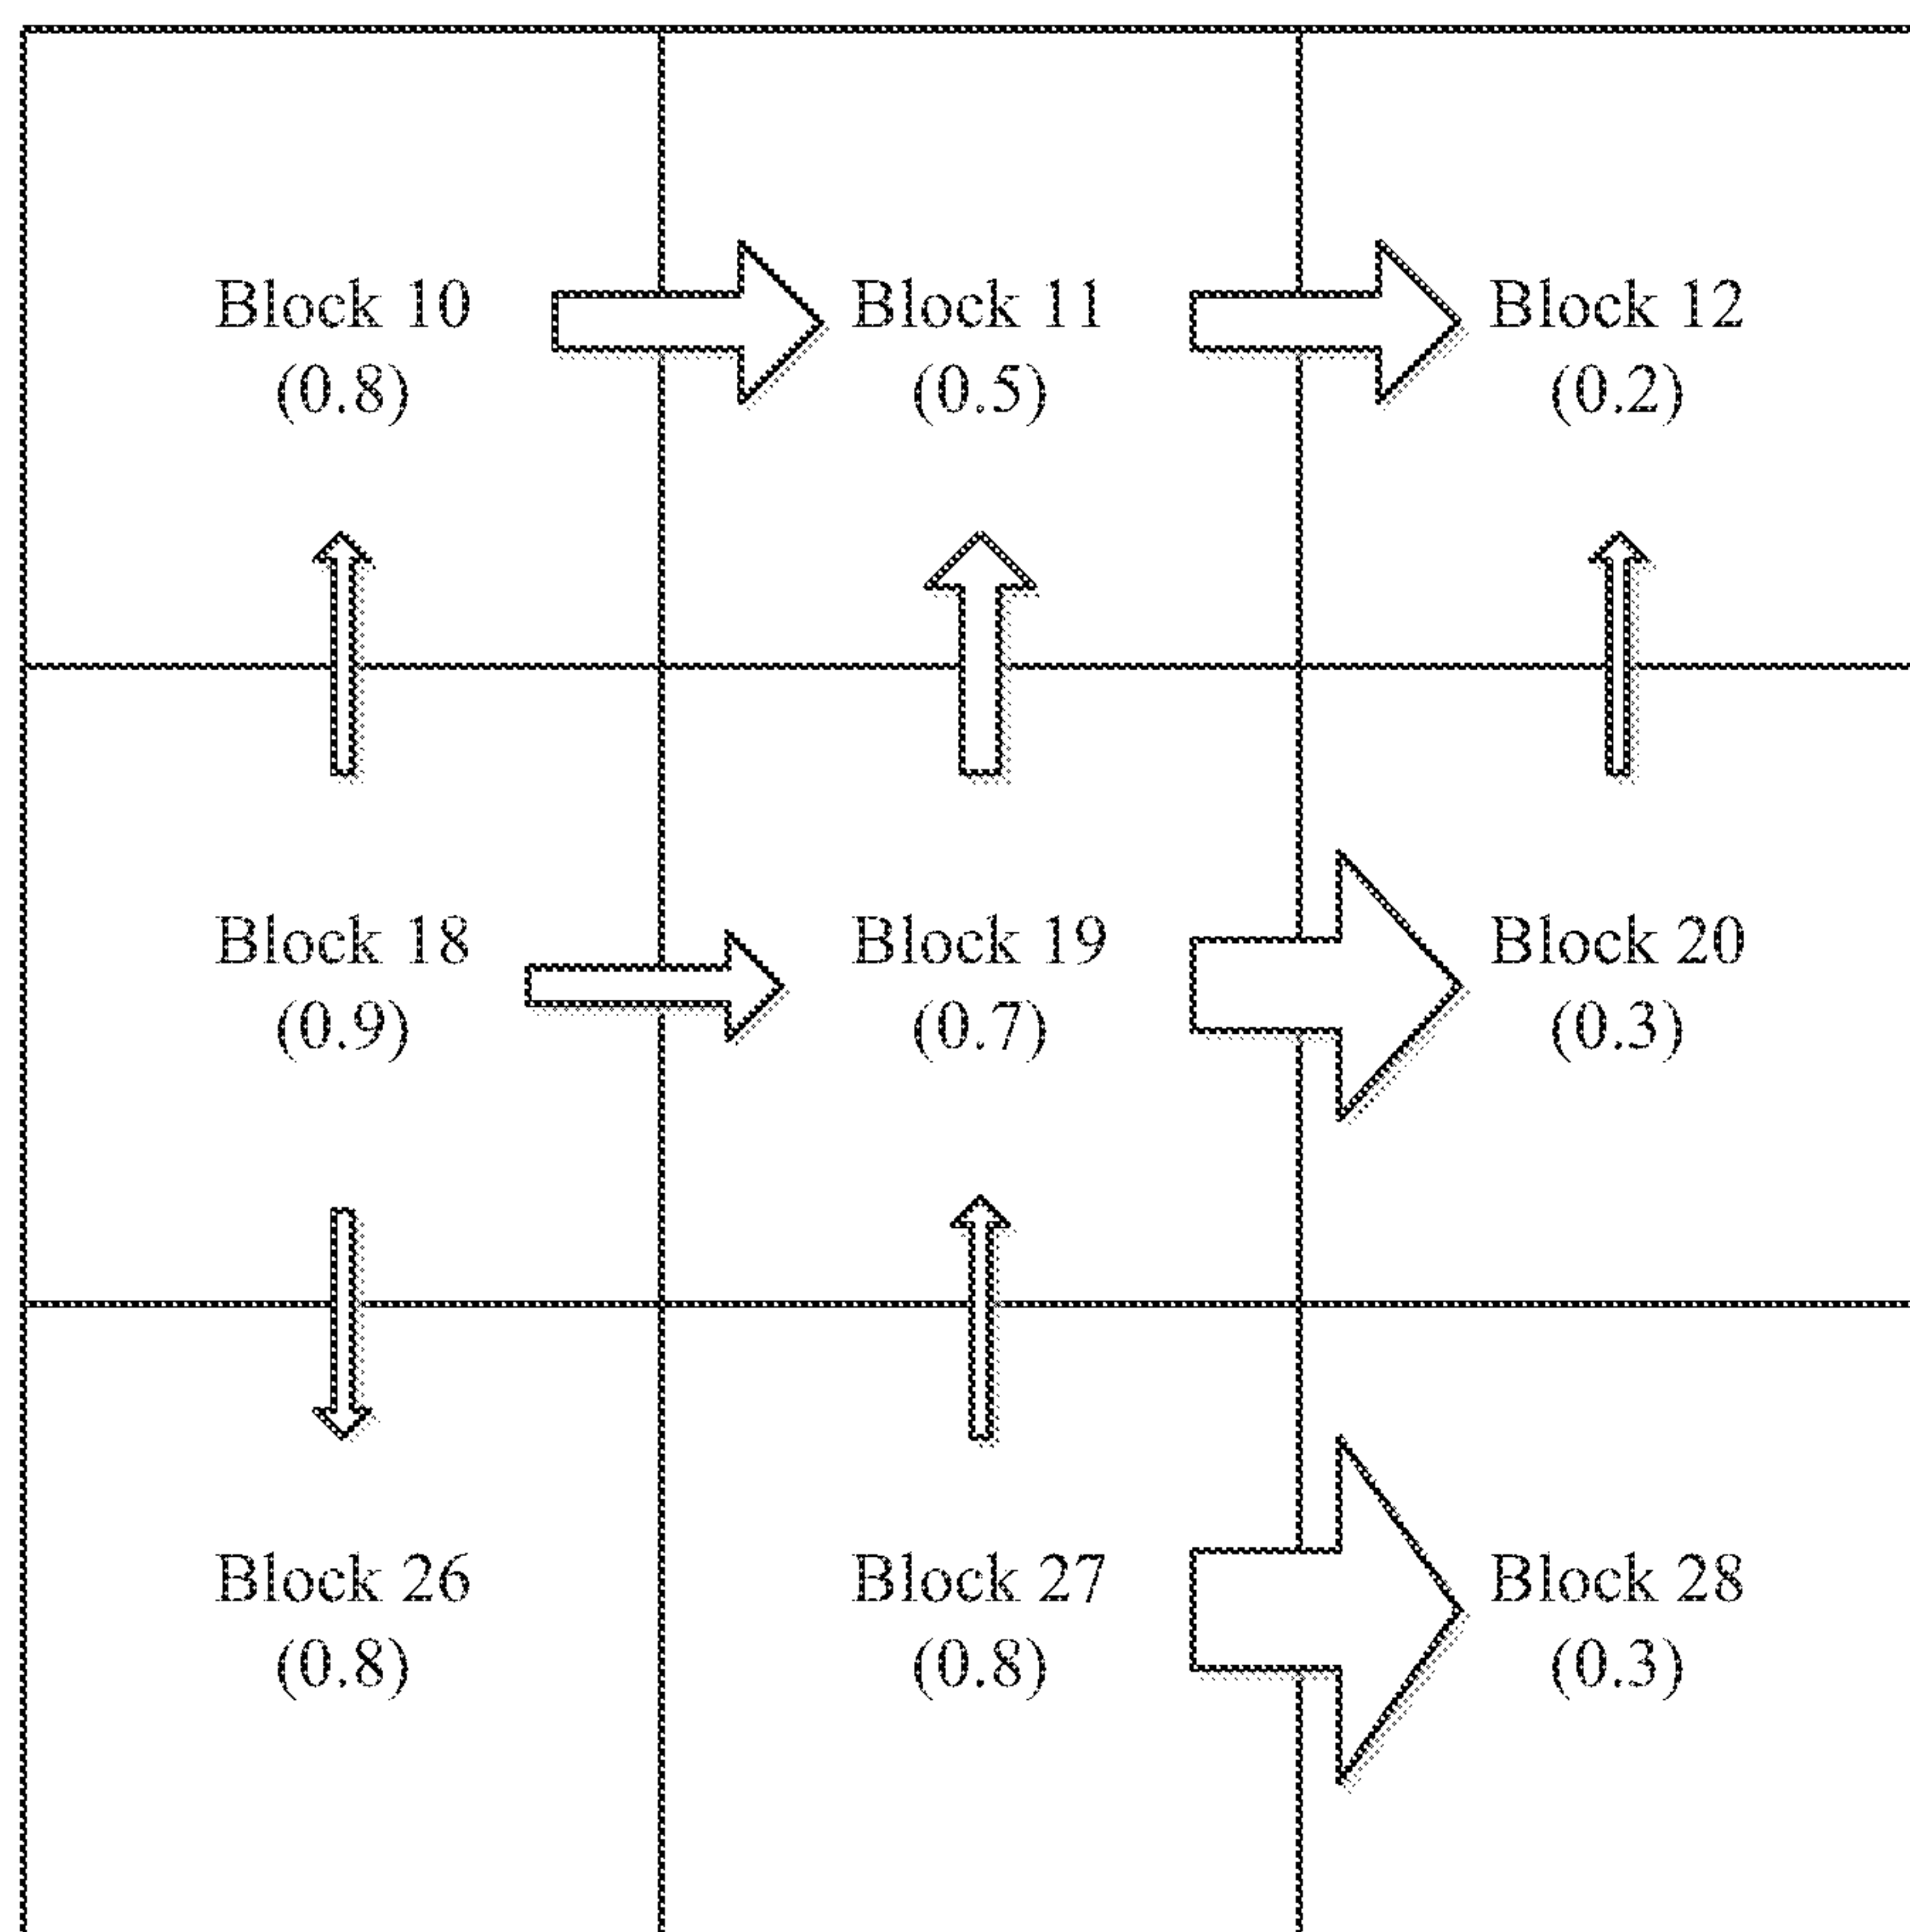 Block 10
(0.8)
Block 11
(0.5)
Block 12
(0.2)
Block 18
(0.9)
Block 19
(0.7)
Block 20
(0.3)
Block 26
(0.8)
Block 27
(0.8)
Block 28
(0.3)